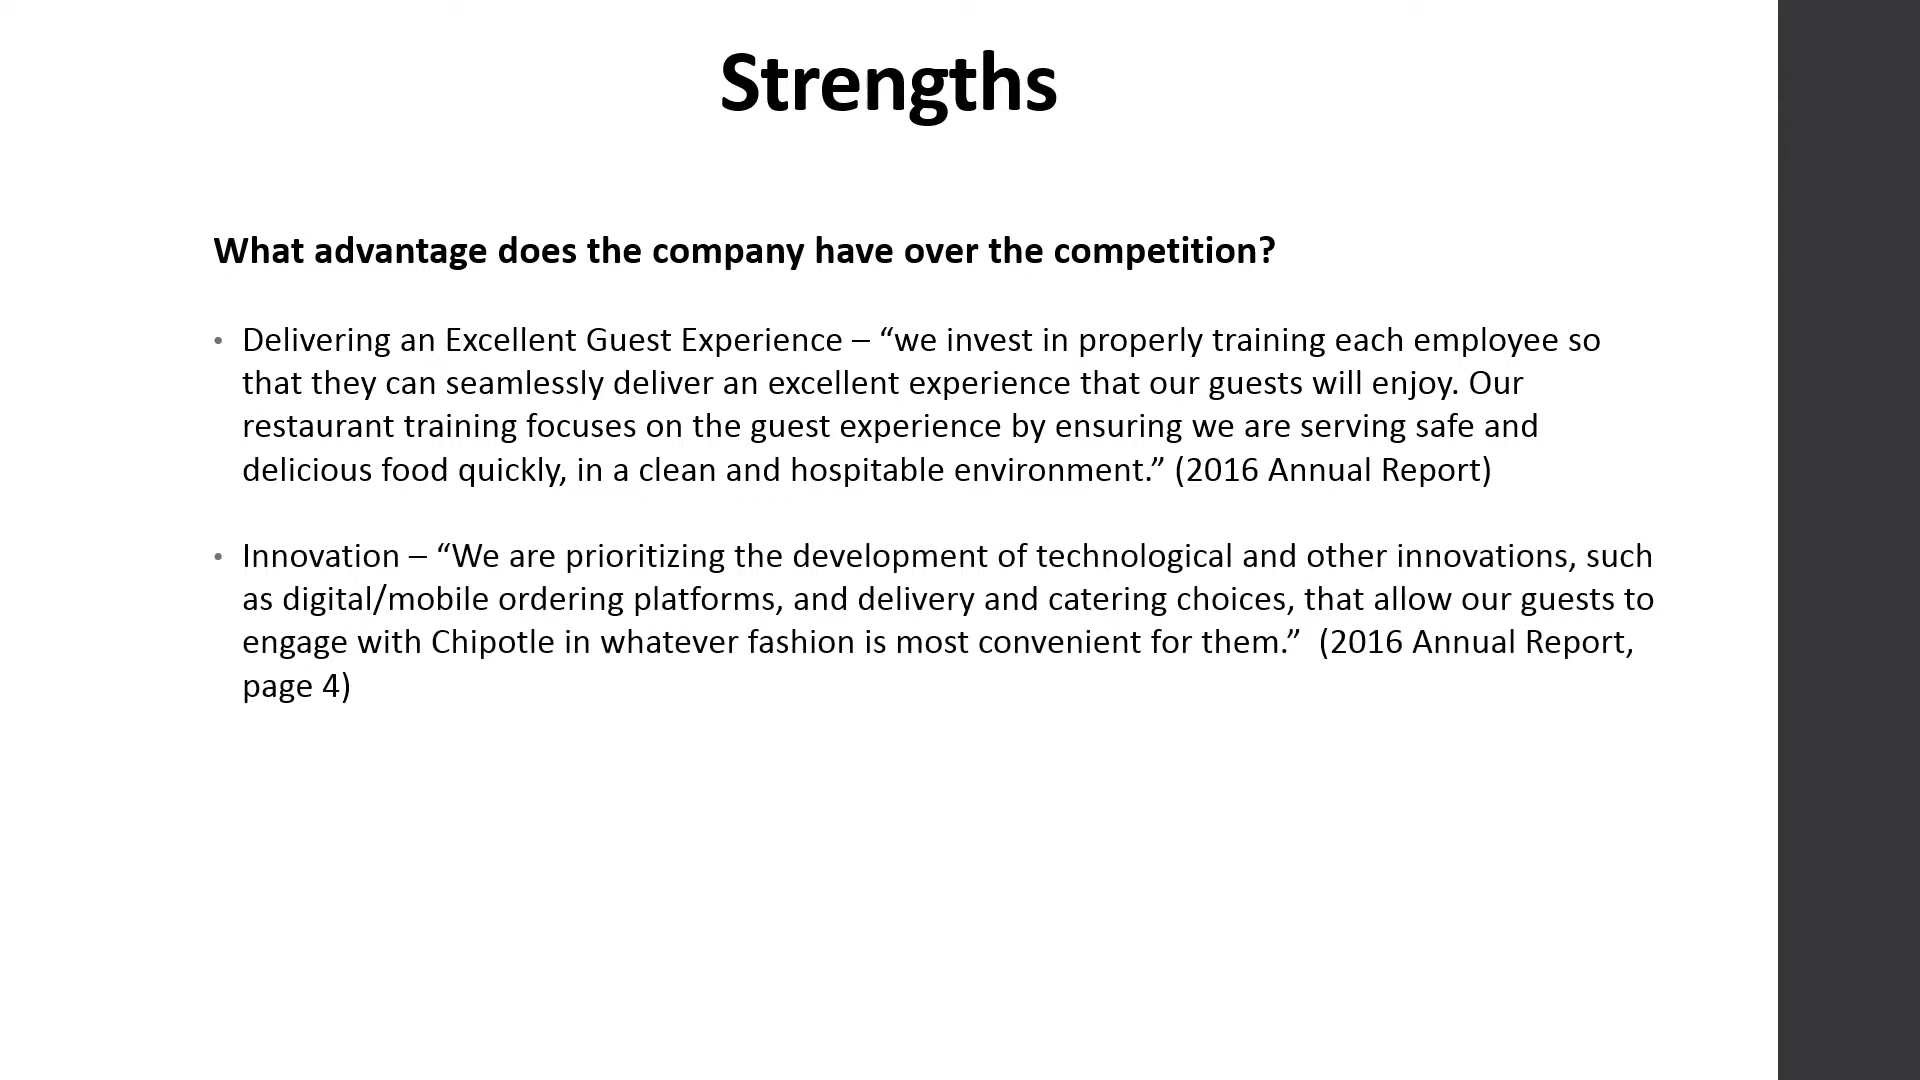 Strengths
What advantage does the company have over the competition?
• Delivering an Excellent Guest Experience – “we invest in properly training each employee so
that they can seamlessly deliver an excellent experience that our guests will enjoy. Our
restaurant training focuses on the guest experience by ensuring we are serving safe and
delicious food quickly, in a clean and hospitable environment.” (2016 Annual Report)
• Innovation – “We are prioritizing the development of technological and other innovations, such
as digital/mobile ordering platforms, and delivery and catering choices, that allow our guests to
engage with Chipotle in whatever fashion is most convenient for them.”  (2016 Annual Report,
page 4)